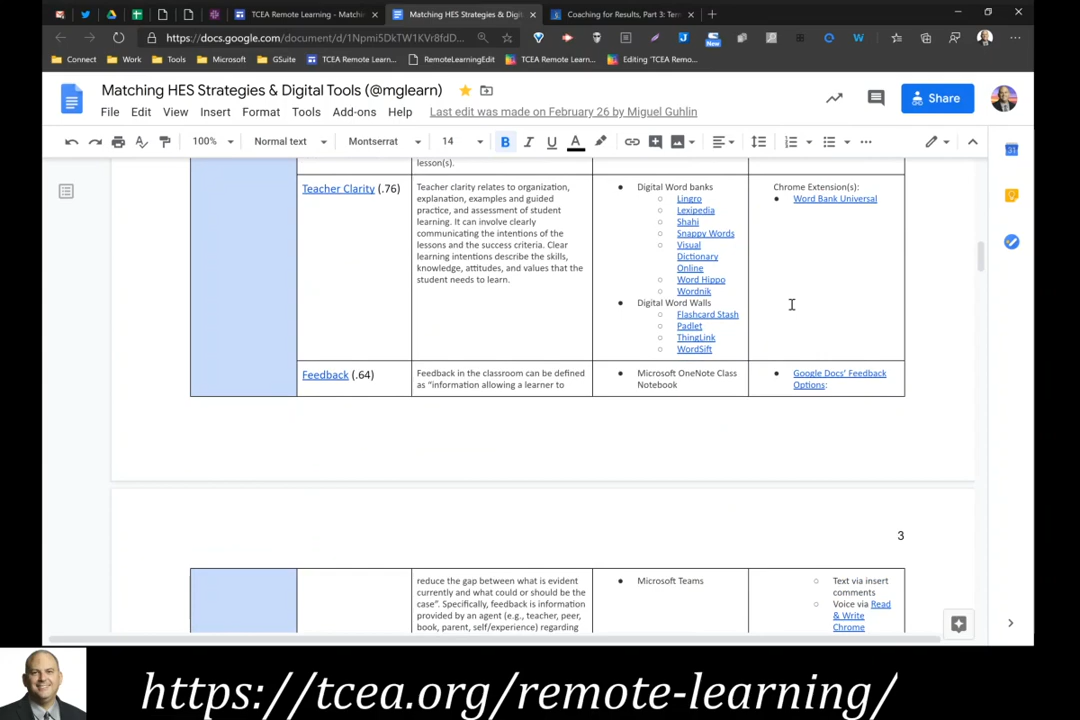 TCEA Remote Learning - Matchin
Matching HES Strategies & Digit
Coaching for Results, Part 3: Tem
https://docs.google.com/document/d/1Npmi5DkTW1KVr8fdD...
New
Connect
Work
Tools
Microsoft
GSuite
TCEA Remote Learn...
RemoteLearningEdit
TCEA Remote Learn...
Editing 'TCEA Remo...
Matching HES Strategies & Digital Tools (@mglearn)
File Edit View Insert Format Tools Add-ons Help
Last edit was made on February 26 by Miguel Guhlin
Share
100% Normal text Montserrat 14 B I U A
31
lesson(s).
Teacher Clarity (.76)
Teacher clarity relates to organization,
explanation, examples and guided
practice, and assessment of student
learning. It can involve clearly
communicating the intentions of the
lessons and the success criteria. Clear
learning intentions describe the skills,
knowledge, attitudes, and values that the
student needs to learn.
Digital Word banks
Lingro
Lexipedia
Shahi
Snappy Words
Visual
Dictionary
Online
Word Hippo
Wordnik
Digital Word Walls
Flashcard Stash
Padlet
ThingLink
WordSift
Chrome Extension(s):
Word Bank Universal
Feedback (.64)
Feedback in the classroom can be defined
as “information allowing a learner to
Microsoft OneNote Class
Notebook
Google Docs’ Feedback
Options:
3
reduce the gap between what is evident
currently and what could or should be the
case”. Specifically, feedback is information
provided by an agent (e.g., teacher, peer,
book, parent, self/experience) regarding
Microsoft Teams
Text via insert
comments
Voice via Read
& Write
Chrome
https://tcea.org/remote-learning/